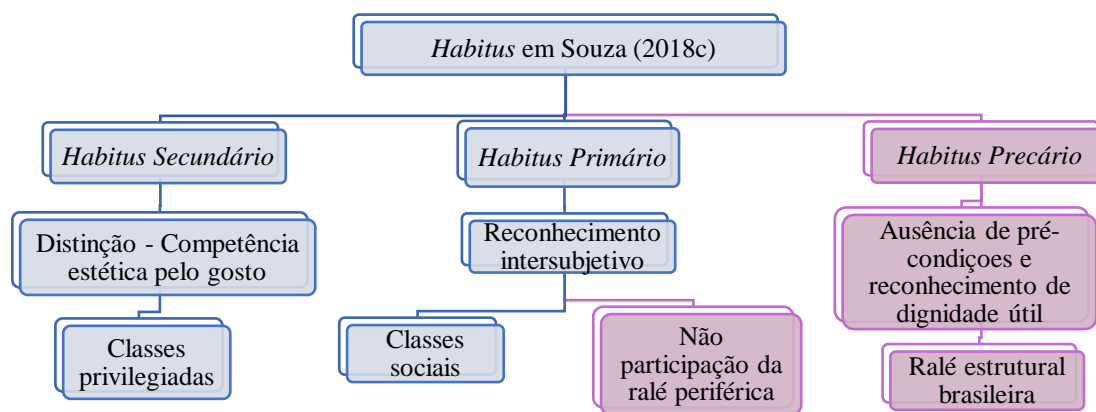 Habitus em Souza (2018c)
Habitus Secundário
Habitus Primário
Habitus Precário
Distinção - Competência
estética pelo gosto
Reconhecimento
intersubjetivo
Ausência de pré-
condiçoes e
reconhecimento de
dignidade útil
Classes
privilegiadas
Classes
sociais
Não
participação da
ralé periférica
Ralé estrutural
brasileira